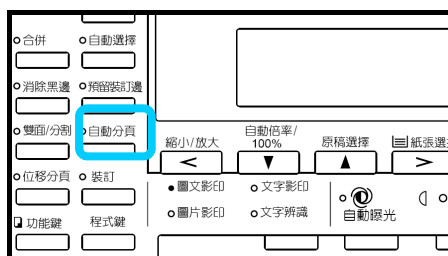 合併 自動選擇
消除黑邊 預留裝訂邊
雙面/分割 自動分頁
縮小/放大 自動倍率/ 100% 原稿選擇 紙張選
< ▼ ▲ >
位移分頁 裝訂
圖文影印 文字影印
圖片影印 文字辨識
自動曝光
功能鍵 程式鍵